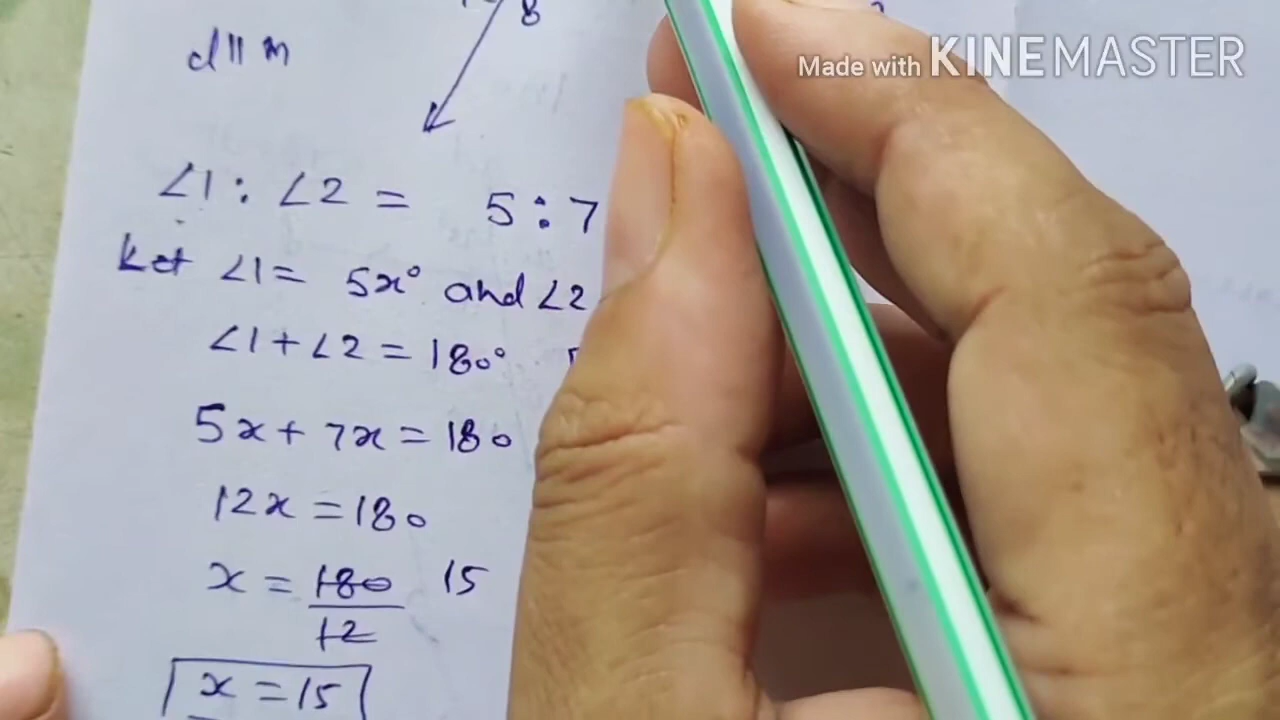 8
Made with KINEMASTER
d || m
∠1 : ∠2 = 5 : 7
Let ∠1 = 5x° and ∠2
∠1 + ∠2 = 180°
5x + 7x = 180
12x = 180
x = 180 15
12
x = 15